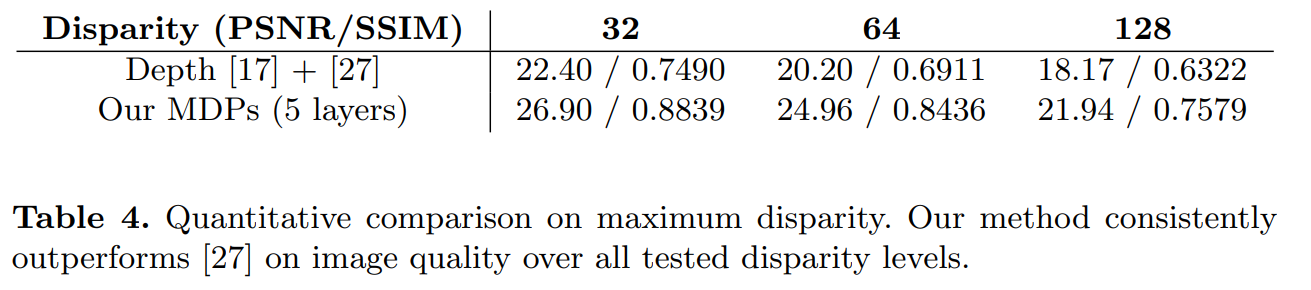 Disparity (PSNR/SSIM) 32 64 128
Depth [17] + [27] 22.40 / 0.7490 20.20 / 0.6911 18.17 / 0.6322
Our MDPs (5 layers) 26.90 / 0.8839 24.96 / 0.8436 21.94 / 0.7579
Table 4. Quantitative comparison on maximum disparity. Our method consistently
outperforms [27] on image quality over all tested disparity levels.